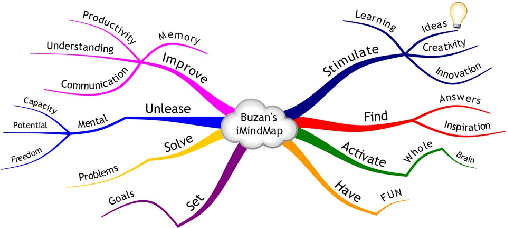 Buzan's
iMindMap
Stimulate
Learning
Ideas
Creativity
Innovation
Find
Answers
Inspiration
Activate
Whole
Brain
Have
FUN
Set
Goals
Solve
Problems
Unlease
Mental
Capacity
Potential
Freedom
Improve
Productivity
Understanding
Communication
Memory